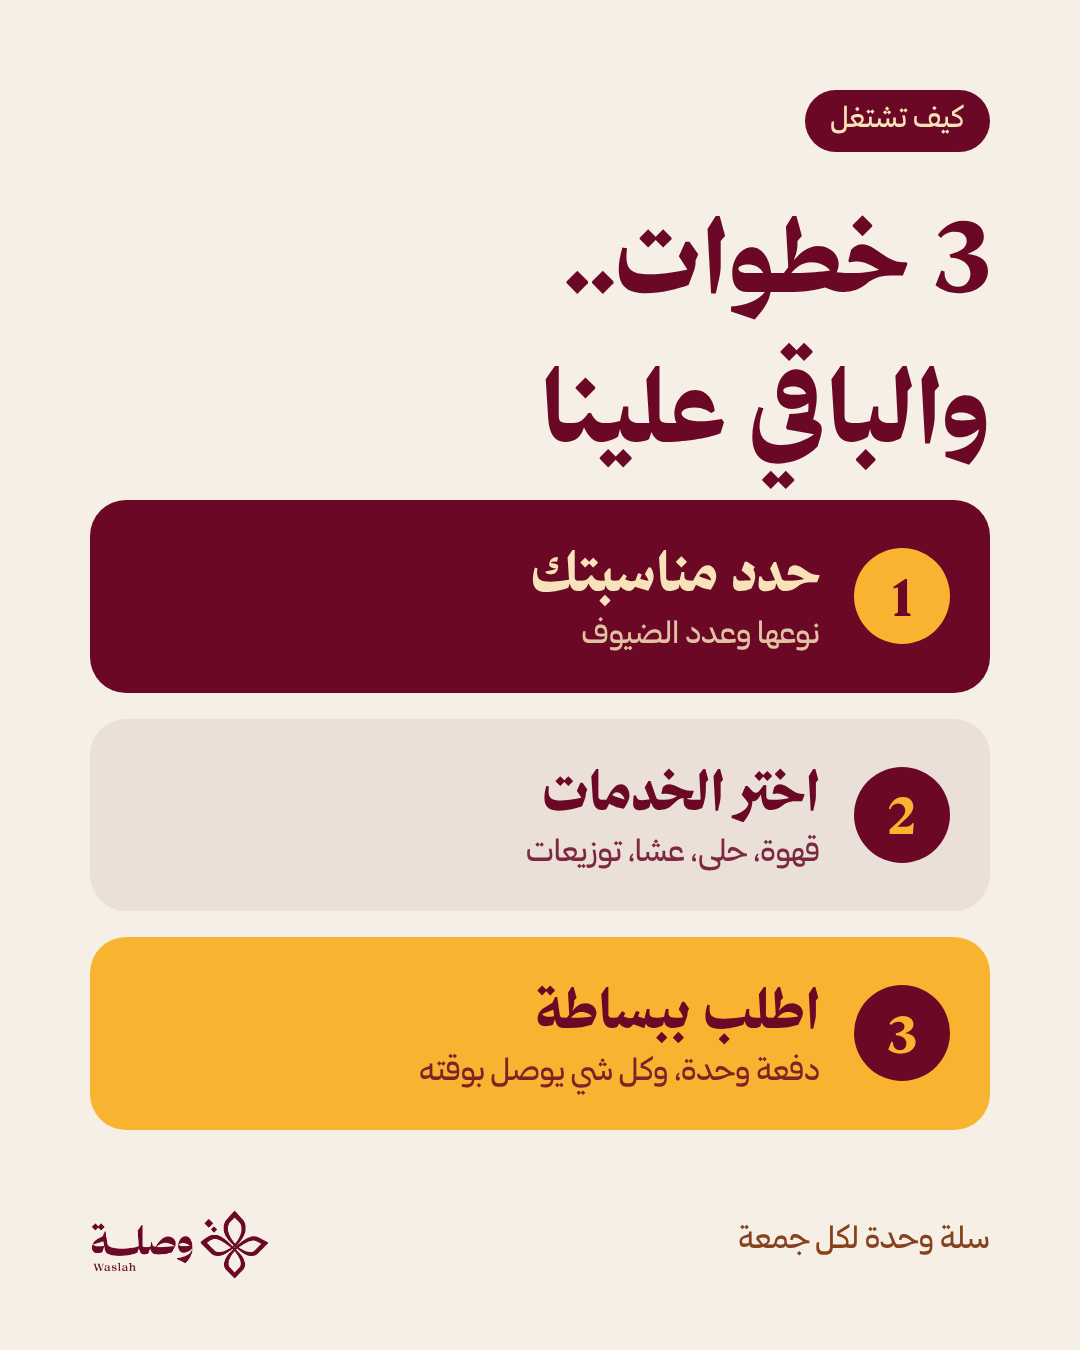 كيف تشتغل
3 خطوات..
والباقي علينا
1
حدد مناسبتك
نوعها وعدد الضيوف
2
اختر الخدمات
قهوة، حلى، عشا، توزيعات
3
اطلب ببساطة
دفعة وحدة، وكل شي يوصل بوقته
سلة وحدة لكل جمعة
وصلـة
Waslah